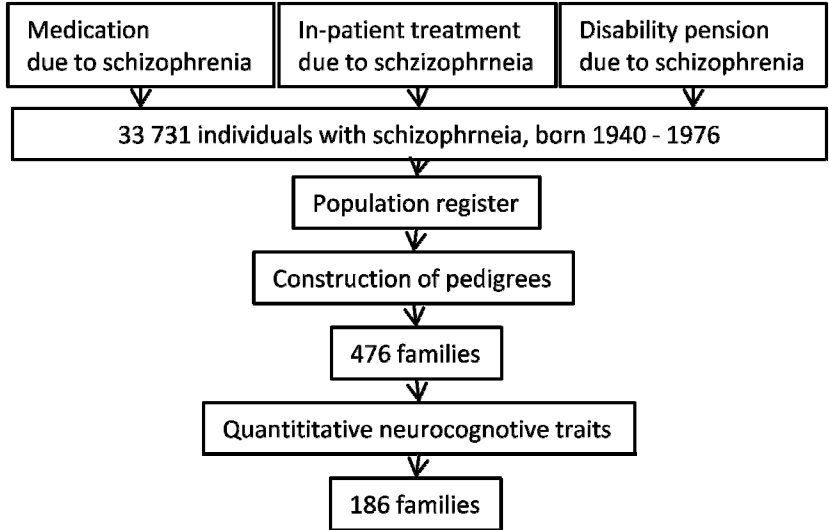 Medication
due to schizophrenia
In-patient treatment
due to schzizophrneia
Disability pension
due to schizophrenia
33 731 individuals with schizophrneia, born 1940 - 1976
Population register
Construction of pedigrees
476 families
Quantititative neurocognotive traits
186 families